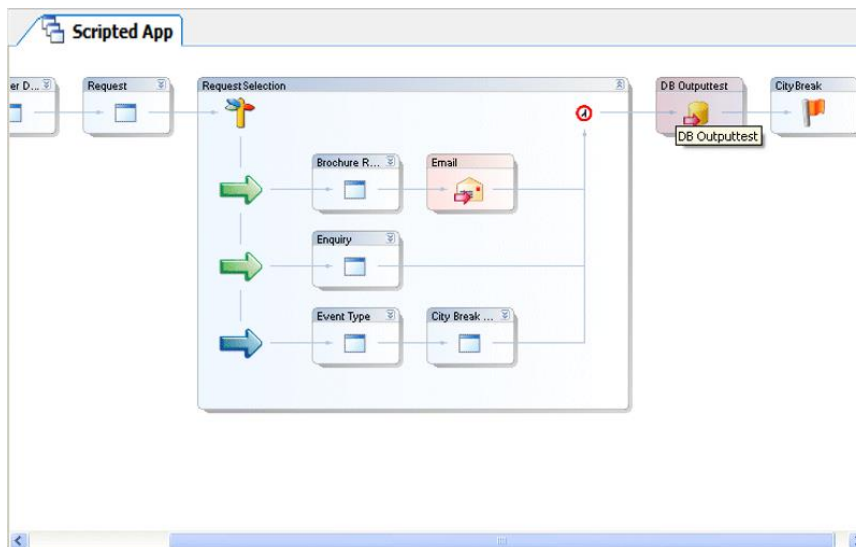 Scripted App
er D...
Request
RequestSelection
DB Outputtest
CityBreak
DB Outputtest
Brochure R...
Email
Enquiry
Event Type
City Break ...